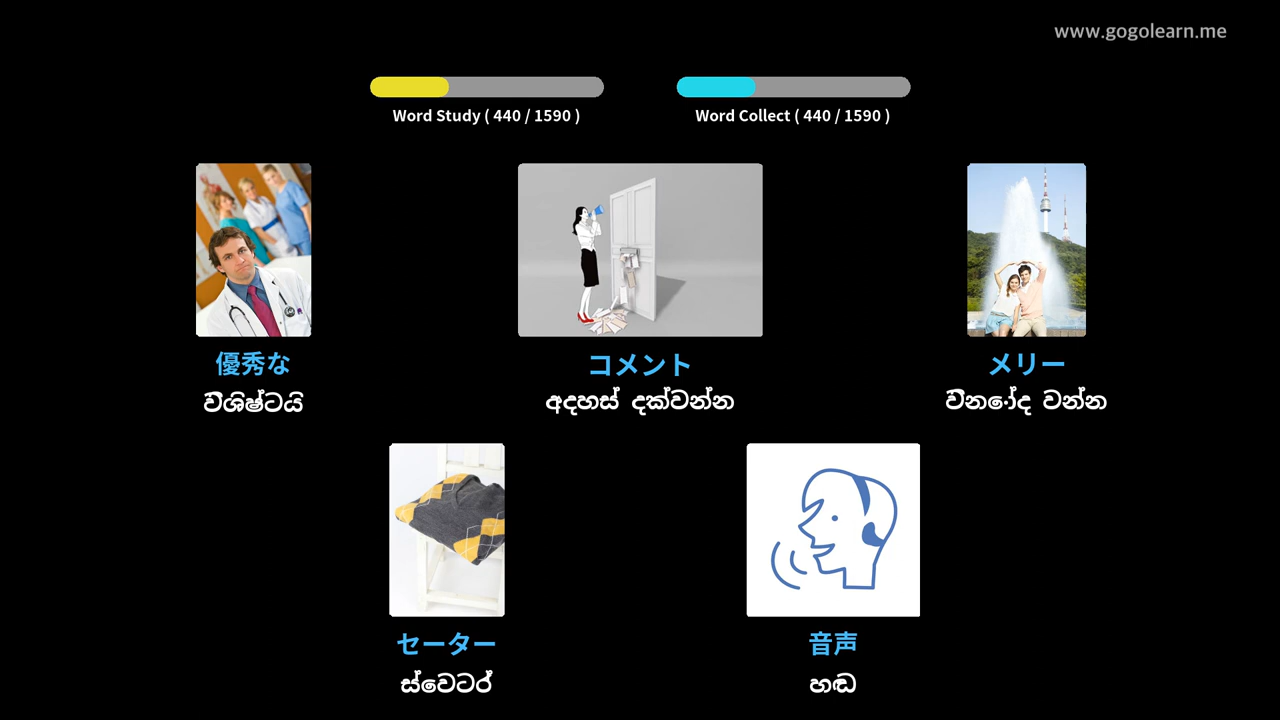 www.gogolearn.me
Word Study ( 440 / 1590 )
Word Collect ( 440 / 1590 )
優秀な
විශිෂ්ටයි
コメント
අදහස් දක්වන්න
メリー
විනෝද වන්න
セーター
ස්වෙටර්
音声
හඬ